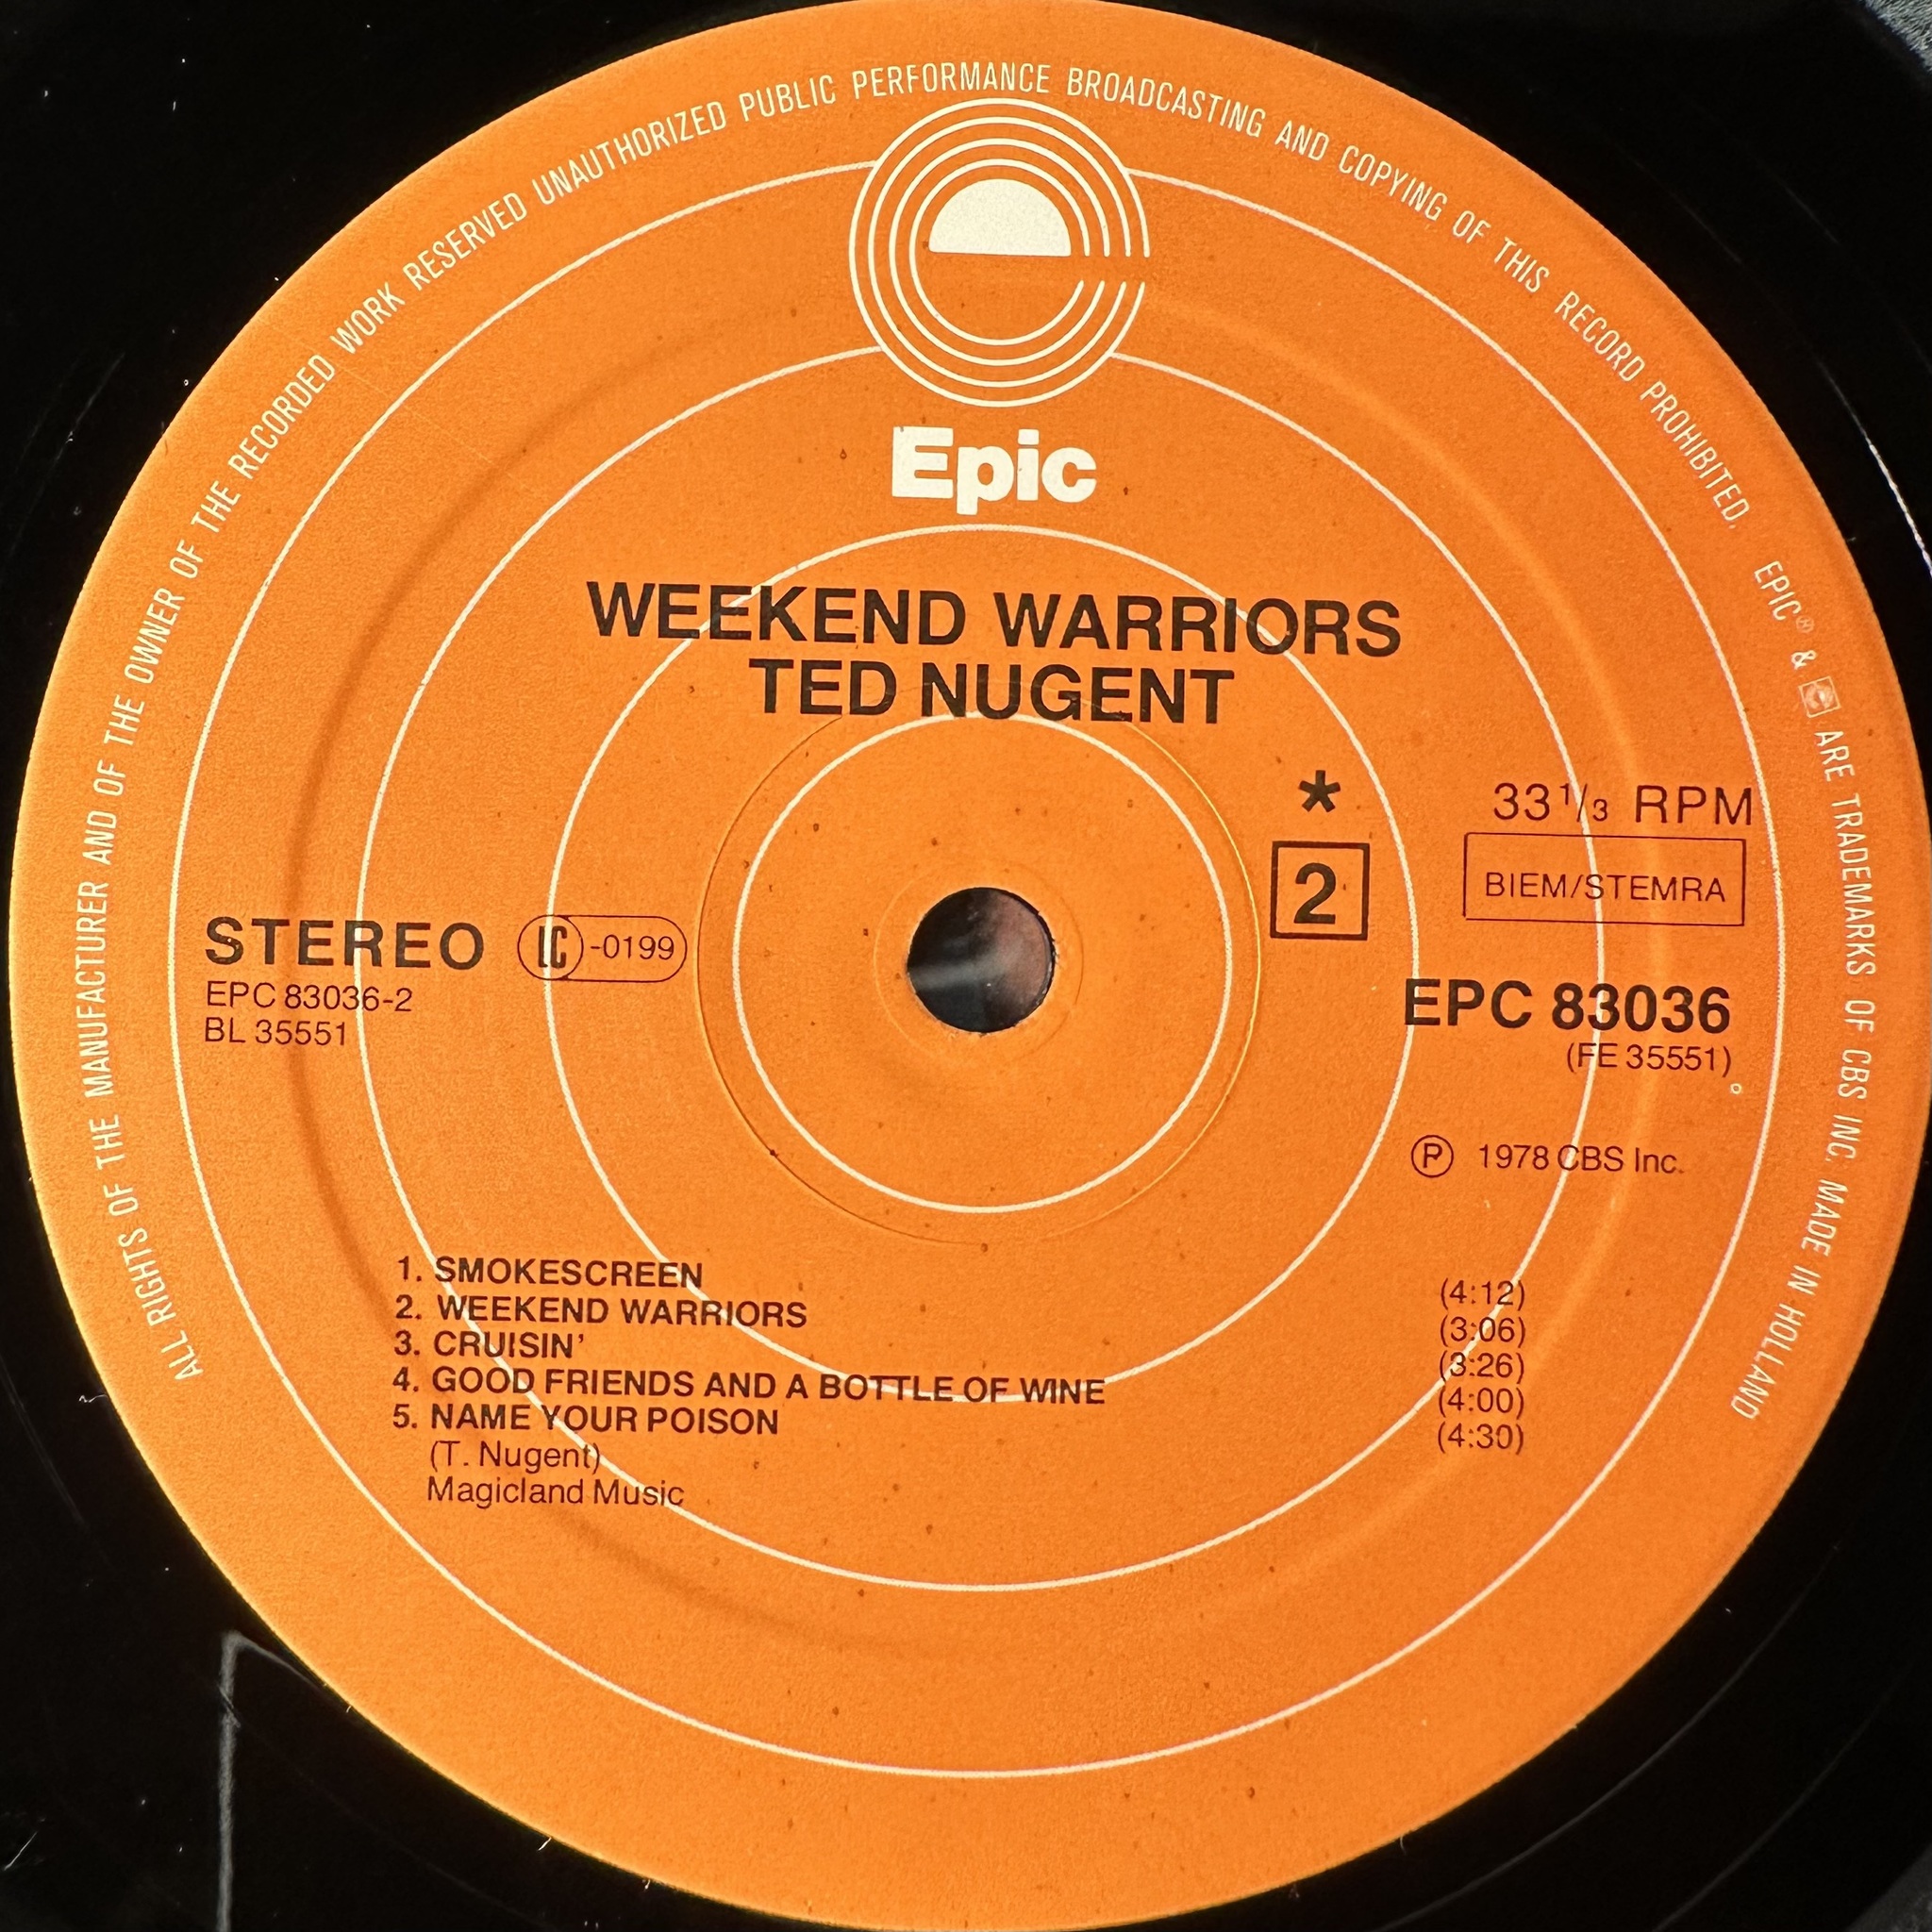 ALL RIGHTS OF THE MANUFACTURER AND OF THE OWNER OF THE RECORDED WORK RESERVED UNAUTHORIZED PUBLIC PERFORMANCE BROADCASTING AND COPYING OF THIS RECORD PROHIBITED. EPIC® & ARE TRADEMARKS OF CBS INC. MADE IN HOLLAND
Epic
WEEKEND WARRIORS
TED NUGENT
*
33 1/3 RPM
2
BIEM/STEMRA
STEREO
LC-0199
EPC 83036-2
BL 35551
EPC 83036
(FE 35551)
℗ 1978 CBS Inc.
1. SMOKESCREEN (4:12)
2. WEEKEND WARRIORS (3:06)
3. CRUISIN' (3:26)
4. GOOD FRIENDS AND A BOTTLE OF WINE (4:00)
5. NAME YOUR POISON (4:30)
(T. Nugent)
Magicland Music